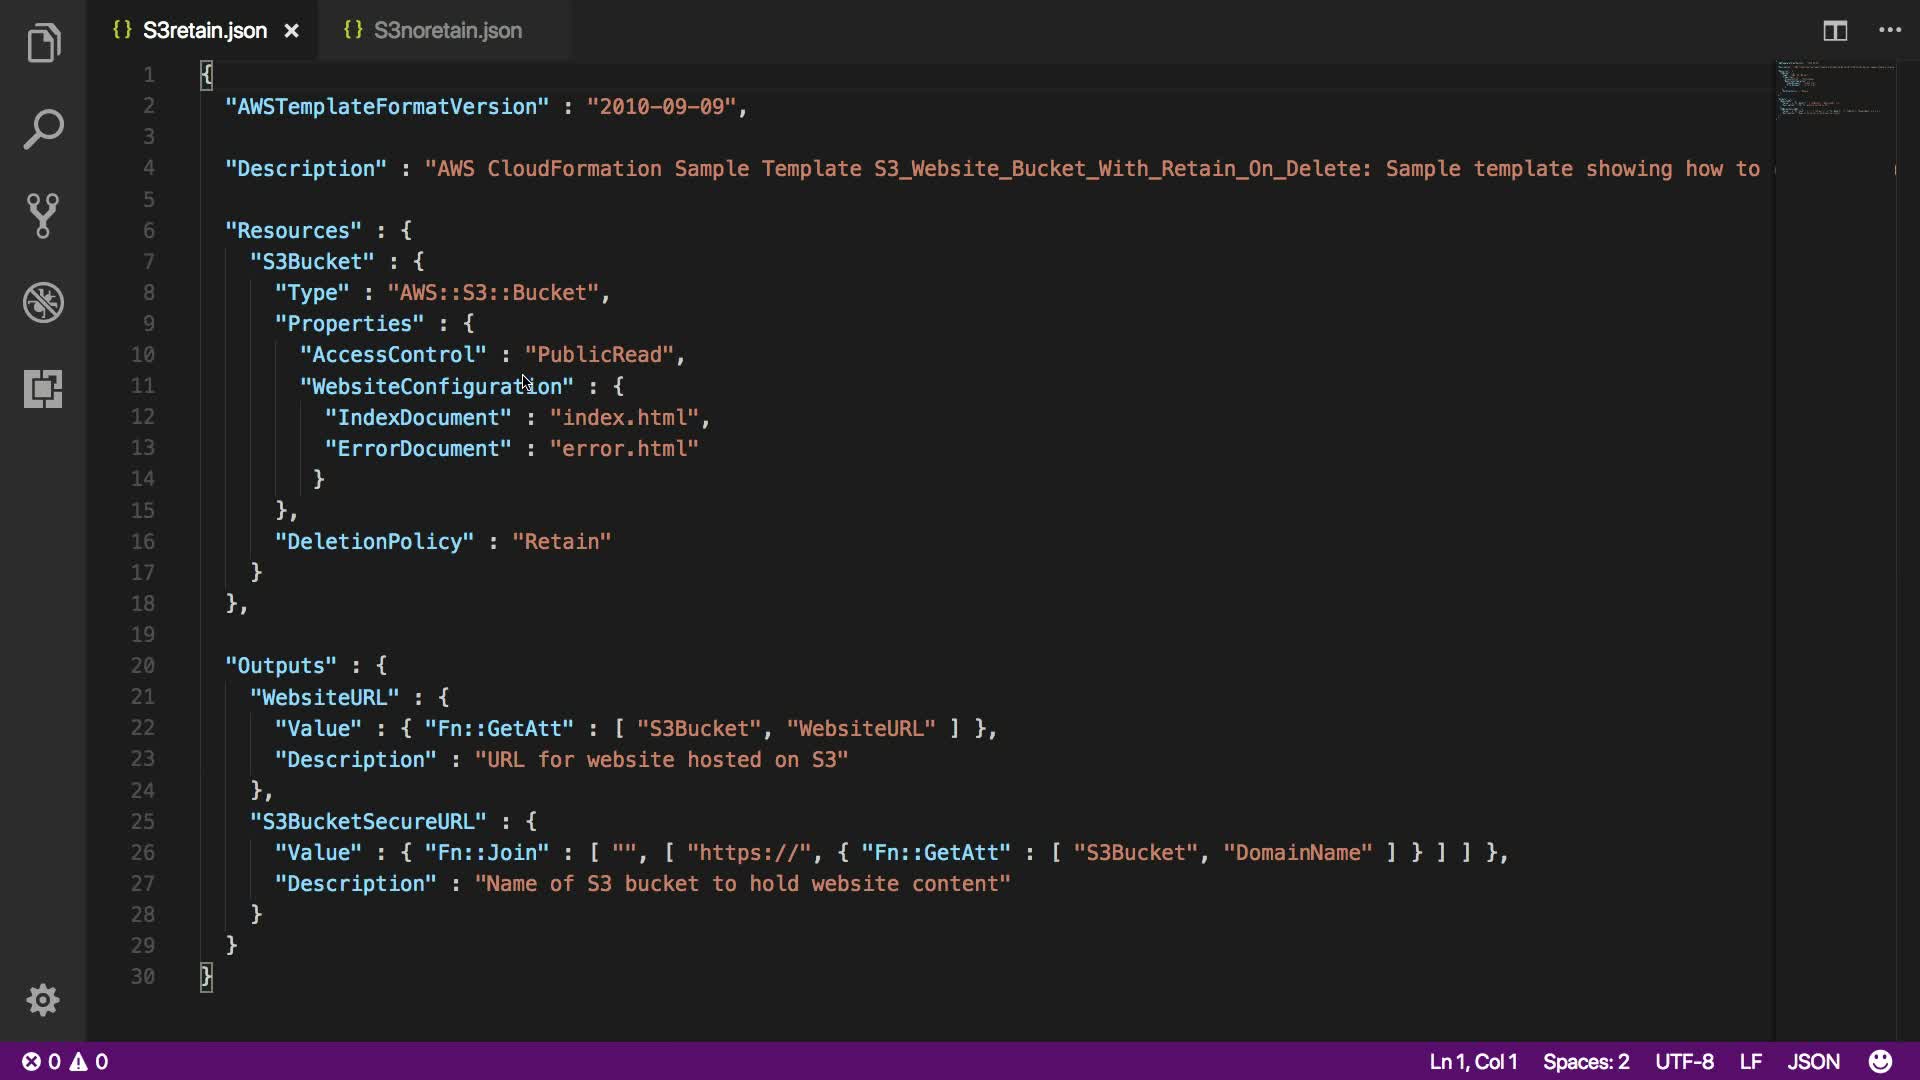 {} S3retain.json × {} S3noretain.json
1 {
2 "AWSTemplateFormatVersion" : "2010-09-09",
3
4 "Description" : "AWS CloudFormation Sample Template S3_Website_Bucket_With_Retain_On_Delete: Sample template showing how to
5
6 "Resources" : {
7 "S3Bucket" : {
8 "Type" : "AWS::S3::Bucket",
9 "Properties" : {
10 "AccessControl" : "PublicRead",
11 "WebsiteConfiguration" : {
12 "IndexDocument" : "index.html",
13 "ErrorDocument" : "error.html"
14 }
15 },
16 "DeletionPolicy" : "Retain"
17 }
18 },
19
20 "Outputs" : {
21 "WebsiteURL" : {
22 "Value" : { "Fn::GetAtt" : [ "S3Bucket", "WebsiteURL" ] },
23 "Description" : "URL for website hosted on S3"
24 },
25 "S3BucketSecureURL" : {
26 "Value" : { "Fn::Join" : [ "", [ "https://", { "Fn::GetAtt" : [ "S3Bucket", "DomainName" ] } ] ] },
27 "Description" : "Name of S3 bucket to hold website content"
28 }
29 }
30 }
0 0 Ln 1, Col 1 Spaces: 2 UTF-8 LF JSON